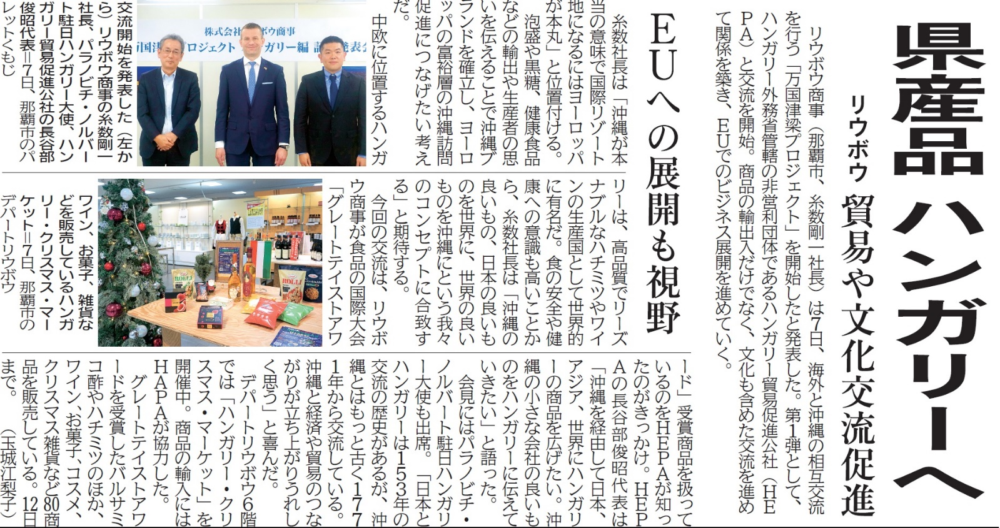 県産品 ハンガリーへ
リウボウ 貿易や文化交流促進
リウボウ商事(那覇市、糸数剛一社長)は7日、海外と沖縄の相互交流
を行う「万国津梁プロジェクト」を開始したと発表した。第1弾として、
ハンガリー外務省管轄の非営利団体であるハンガリー貿易促進公社(HE
PA)と交流を開始。商品の輸出入だけでなく、文化も含めた交流を進め
て関係を築き、EUでのビジネス展開を進めていく。
EUへの展開も視野
糸数社長は「沖縄が本
当の意味で国際リゾート
地になるにはヨーロッパ
が本丸」と位置付ける。
泡盛や黒糖、健康食品
などの輸出や生産者の思
いを伝えることで沖縄ブ
ランドを確立し、ヨーロ
ッパの富裕層の沖縄訪問
促進につなげたい考え
だ。
中欧に位置するハンガ
リーは、高品質でリーズ
ナブルなハチミツやワイ
ンの生産国として世界的
に有名だ。食の安全や健
康への意識も高いことか
ら、糸数社長は「沖縄の
良いもの、日本の良いも
のを世界に、世界の良い
ものを沖縄にという我々
のコンセプトに合致す
る」と期待する。
今回の交流は、リウボ
ウ商事が食品の国際大会
「グレートテイストアワ
ード」受賞商品を扱って
いるのをHEPAが知っ
たのがきっかけ。HEP
Aの長谷部俊昭代表は
「沖縄を経由して日本、
アジア、世界にハンガリ
ーの商品を広げたい。沖
縄の小さな会社の良いも
のをハンガリーに伝えて
いきたい」と語った。
会見にはパラノビチ・
ノルバート駐日ハンガリ
ー大使も出席。「日本と
ハンガリーは153年の
交流の歴史があるが、沖
縄とはもっと古く177
1年から交流している。
沖縄と経済や貿易のつな
がりが立ち上がりうれし
く思う」と喜んだ。
デパートリウボウ6階
では「ハンガリー・クリ
スマス・マーケット」を
開催中。商品の輸入には
HAPAが協力した。
グレートテイストアワ
ードを受賞したバルサミ
コ酢やハチミツのほか、
ワイン、お菓子、コスメ、
クリスマス雑貨など80商
品を販売している。12日
まで。 (玉城江梨子)
交流開始を発表した(左か
ら)リウボウ商事の糸数剛一
社長、パラノビチ・ノルバー
ト駐日ハンガリー大使、ハン
ガリー貿易促進公社の長谷部
俊昭代表=7日、那覇市のパ
レットくもじ
ワイン、お菓子、雑貨な
どを販売しているハンガ
リー・クリスマス・マー
ケット=7日、那覇市の
デパートリウボウ
ROLLI
ROLLI